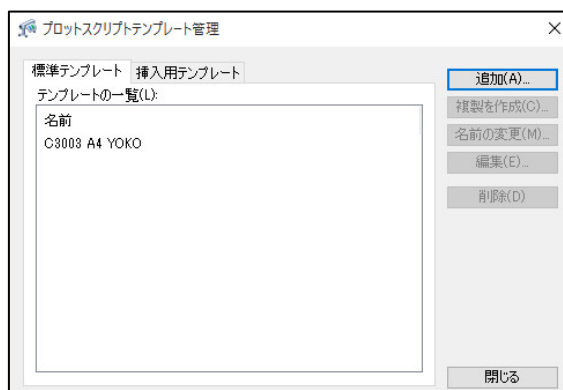 プロットスクリプトテンプレート管理
標準テンプレート 挿入用テンプレート
テンプレートの一覧(L):
名前
C3003 A4 YOKO
追加(A)...
複製を作成(C)...
名前の変更(M)...
編集(E)...
削除(D)
閉じる